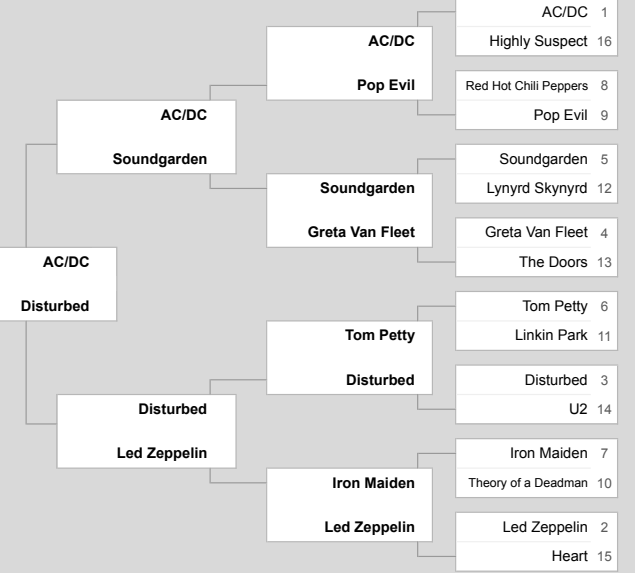 AC/DC 1
Highly Suspect 16
Red Hot Chili Peppers 8
Pop Evil 9
Soundgarden 5
Lynyrd Skynyrd 12
Greta Van Fleet 4
The Doors 13
Tom Petty 6
Linkin Park 11
Disturbed 3
U2 14
Iron Maiden 7
Theory of a Deadman 10
Led Zeppelin 2
Heart 15
AC/DC
Pop Evil
Soundgarden
Greta Van Fleet
Tom Petty
Disturbed
Iron Maiden
Led Zeppelin
AC/DC
Soundgarden
Disturbed
Led Zeppelin
AC/DC
Disturbed